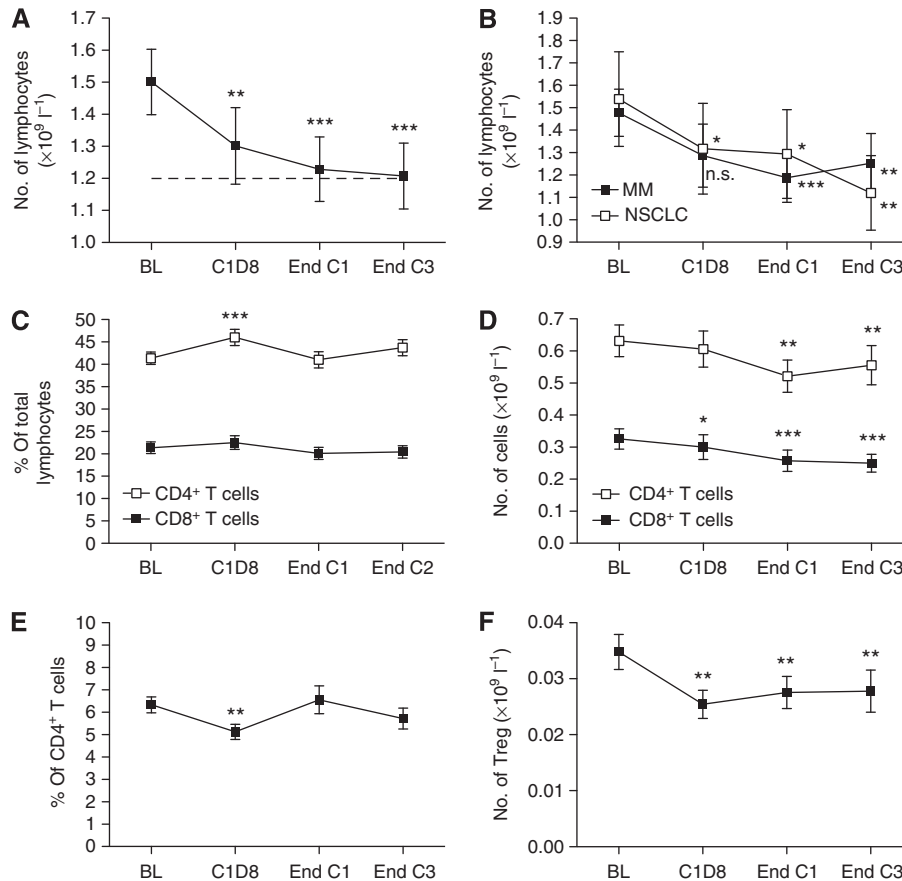 A
No. of lymphocytes
(×10⁹ l⁻¹)
1.7
1.6
1.5
1.4
1.3
1.2
1.1
1.0
**
***
***
BL
C1D8
End C1
End C3
B
No. of lymphocytes
(×10⁹ l⁻¹)
1.9
1.8
1.7
1.6
1.5
1.4
1.3
1.2
1.1
1.0
0.9
*
n.s.
*
***
**
**
MM
NSCLC
BL
C1D8
End C1
End C3
C
% Of total
lymphocytes
50
45
40
35
30
25
20
15
10
5
0
***
CD4⁺ T cells
CD8⁺ T cells
BL
C1D8
End C1
End C2
D
No. of cells (×10⁹ l⁻¹)
0.7
0.6
0.5
0.4
0.3
0.2
0.1
0.0
**
**
*
***
***
CD4⁺ T cells
CD8⁺ T cells
BL
C1D8
End C1
End C3
E
% Of CD4⁺ T cells
10
9
8
7
6
5
4
3
2
1
0
**
BL
C1D8
End C1
End C3
F
No. of Treg (×10⁹ l⁻¹)
0.04
0.03
0.02
0.01
0.00
**
**
**
BL
C1D8
End C1
End C3